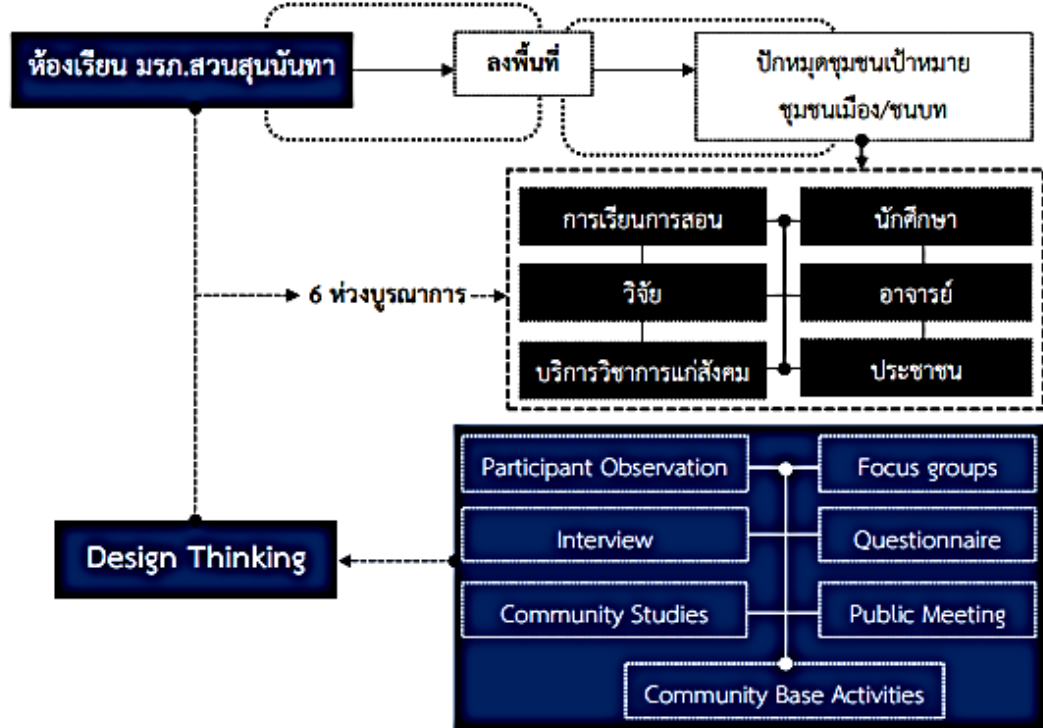 ห้องเรียน มรภ.สวนสุนันทา
ลงพื้นที่
ปักหมุดชุมชนเป้าหมาย
ชุมชนเมือง/ชนบท
การเรียนการสอน
นักศึกษา
6 ห่วงบูรณาการ
วิจัย
อาจารย์
บริการวิชาการแก่สังคม
ประชาชน
Participant Observation
Focus groups
Design Thinking
Interview
Questionnaire
Community Studies
Public Meeting
Community Base Activities